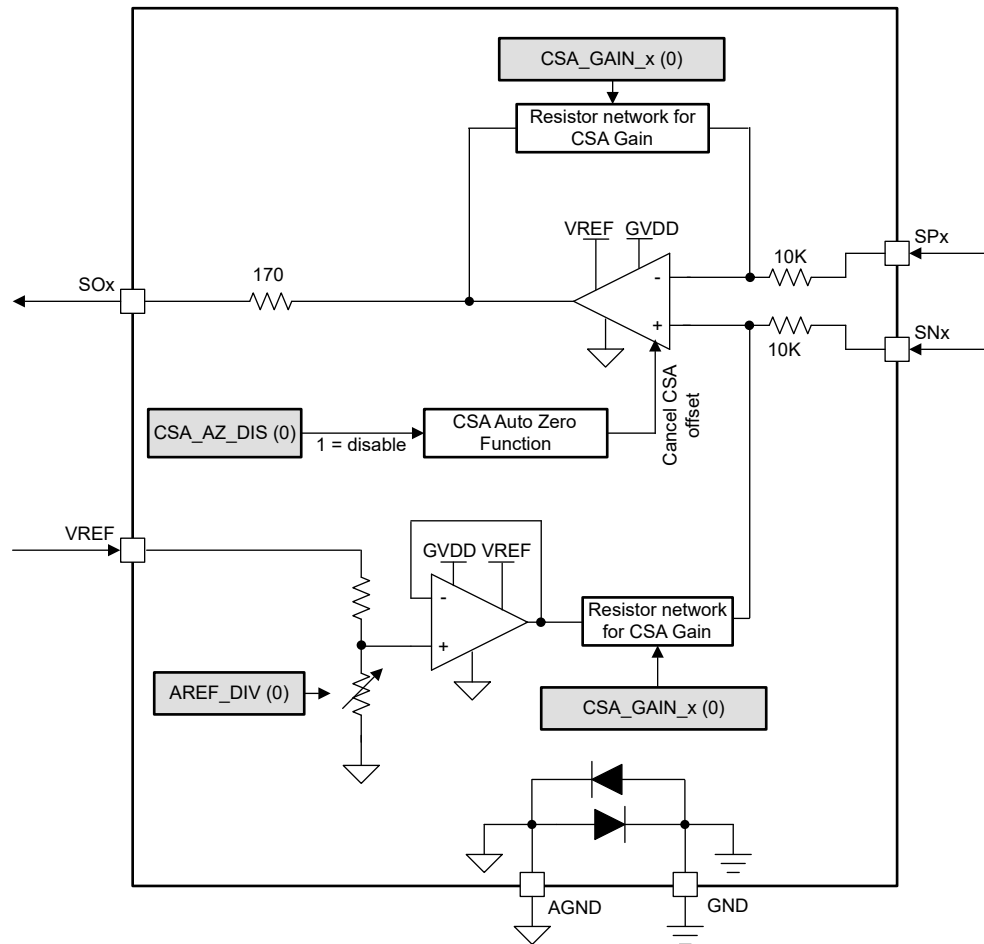 CSA_GAIN_x (0)
Resistor network for
CSA Gain
VREF
GVDD
SPx
10K
-
170
SOx
+
SNx
10K
Cancel CSA
offset
CSA_AZ_DIS (0)
1 = disable
CSA Auto Zero
Function
VREF
GVDD
VREF
-
+
Resistor network
for CSA Gain
AREF_DIV (0)
CSA_GAIN_x (0)
AGND
GND